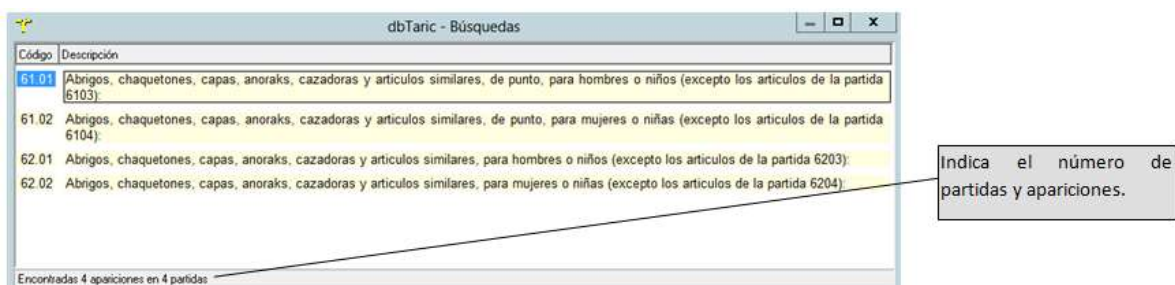 dbTaric - Búsquedas
Código Descripción
61.01 Abrigos, chaquetones, capas, anoraks, cazadoras y articulos similares, de punto, para hombres o niños (excepto los articulos de la partida
6103):
61.02 Abrigos, chaquetones, capas, anoraks, cazadoras y articulos similares, de punto, para mujeres o niñas (excepto los articulos de la partida
6104):
62.01 Abrigos, chaquetones, capas, anoraks, cazadoras y articulos similares, para hombres o niños (excepto los articulos de la partida 6203):
62.02 Abrigos, chaquetones, capas, anoraks, cazadoras y articulos similares, para mujeres o niñas (excepto los articulos de la partida 6204):
Encontradas 4 apariciones en 4 partidas
Indica el número de
partidas y apariciones.